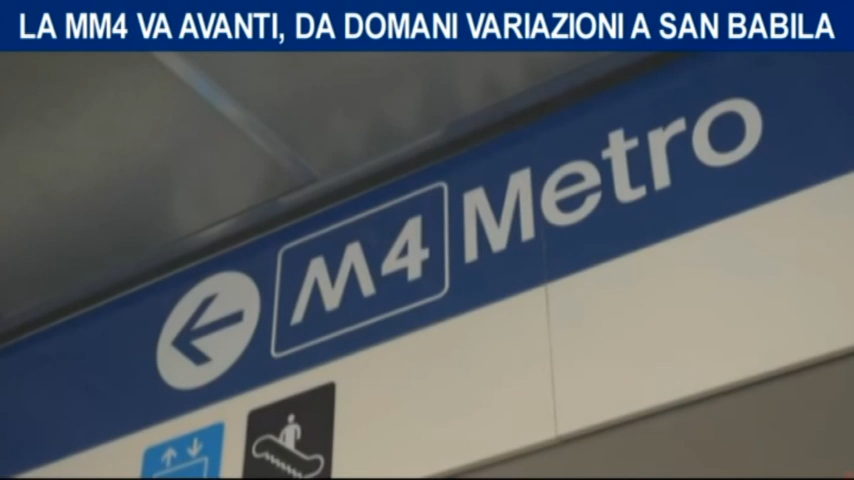 LA MM4 VA AVANTI, DA DOMANI VARIAZIONI A SAN BABILA
M4 Metro